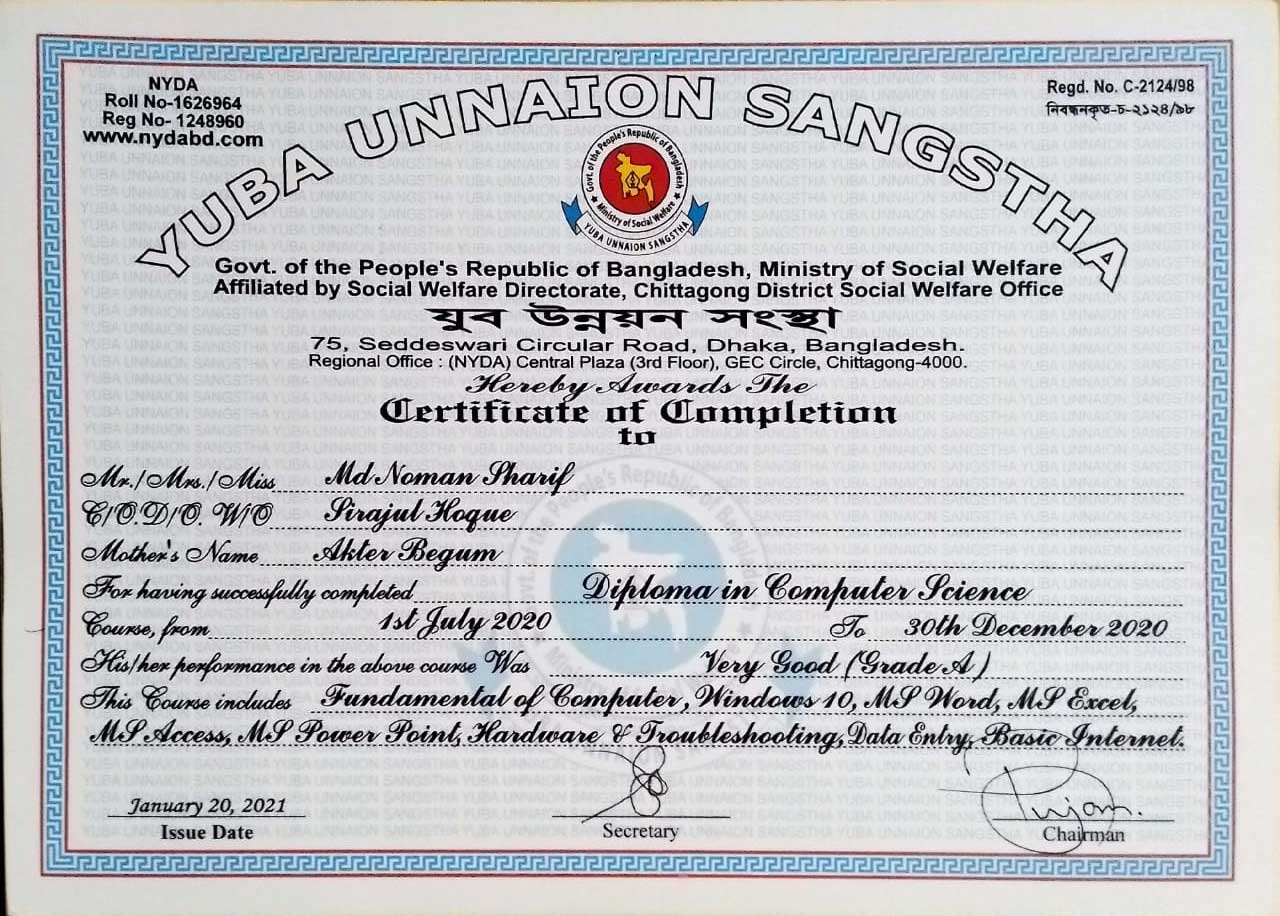 NYDA
Roll No-1626964
Reg No- 1248960
www.nydabd.com
Regd. No. C-2124/98
নিবন্ধনকৃত-চ-২১২৪/৯৮
YUBA UNNAION SANGSTHA
Govt. of the People's Republic of Bangladesh
Ministry of Social Welfare
YUBA UNNAION SANGSTHA
Govt. of the People's Republic of Bangladesh, Ministry of Social Welfare
Affiliated by Social Welfare Directorate, Chittagong District Social Welfare Office
যুব উন্নয়ন সংস্থা
75, Seddeswari Circular Road, Dhaka, Bangladesh.
Regional Office : (NYDA) Central Plaza (3rd Floor), GEC Circle, Chittagong-4000.
Hereby Awards The
Certificate of Completion
to
Mr./Mrs./Miss Md Noman Sharif
C/O.D/O. W/O Sirajul Hoque
Mother's Name Akter Begum
For having successfully completed Diploma in Computer Science
Course, from 1st July 2020 To 30th December 2020
His/her performance in the above course Was Very Good (Grade A)
This Course includes Fundamental of Computer, Windows 10, MS Word, MS Excel,
MS Access, MS Power Point, Hardware & Troubleshooting, Data Entry, Basic Internet.
January 20, 2021
Issue Date
Secretary
Chairman